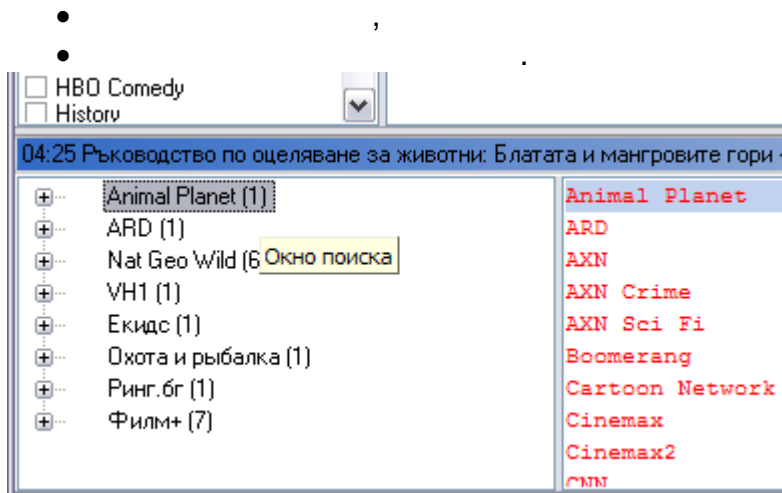 ,
.
HBO Comedy
History
04:25 Ръководство по оцеляване за животни: Блатата и мангровите гори
Animal Planet (1)
ARD (1)
Nat Geo Wild (6
Окно поиска
VH1 (1)
Екидс (1)
Охота и рыбалка (1)
Ринг.бг (1)
Филм+ (7)
Animal Planet
ARD
AXN
AXN Crime
AXN Sci Fi
Boomerang
Cartoon Network
Cinemax
Cinemax2
CNN